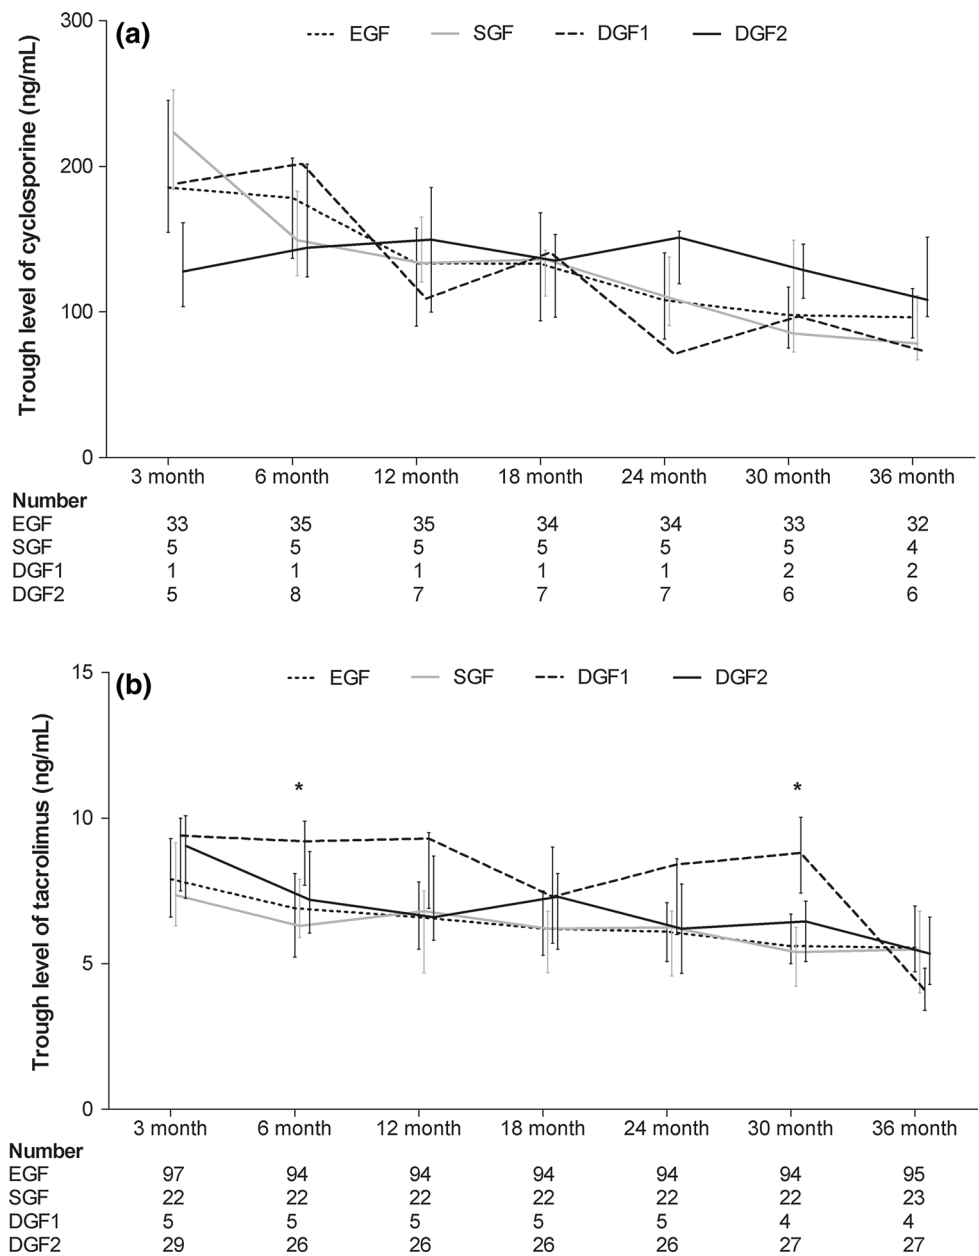 (a)
EGF SGF DGF1 DGF2
Trough level of cyclosporine (ng/mL)
300
200
100
0
3 month 6 month 12 month 18 month 24 month 30 month 36 month
Number
EGF 33 35 35 34 34 33 32
SGF 5 5 5 5 5 5 4
DGF1 1 1 1 1 1 2 2
DGF2 5 8 7 7 7 6 6
(b)
EGF SGF DGF1 DGF2
Trough level of tacrolimus (ng/mL)
15
10
5
0
* *
3 month 6 month 12 month 18 month 24 month 30 month 36 month
Number
EGF 97 94 94 94 94 94 95
SGF 22 22 22 22 22 22 23
DGF1 5 5 5 5 5 4 4
DGF2 29 26 26 26 26 27 27